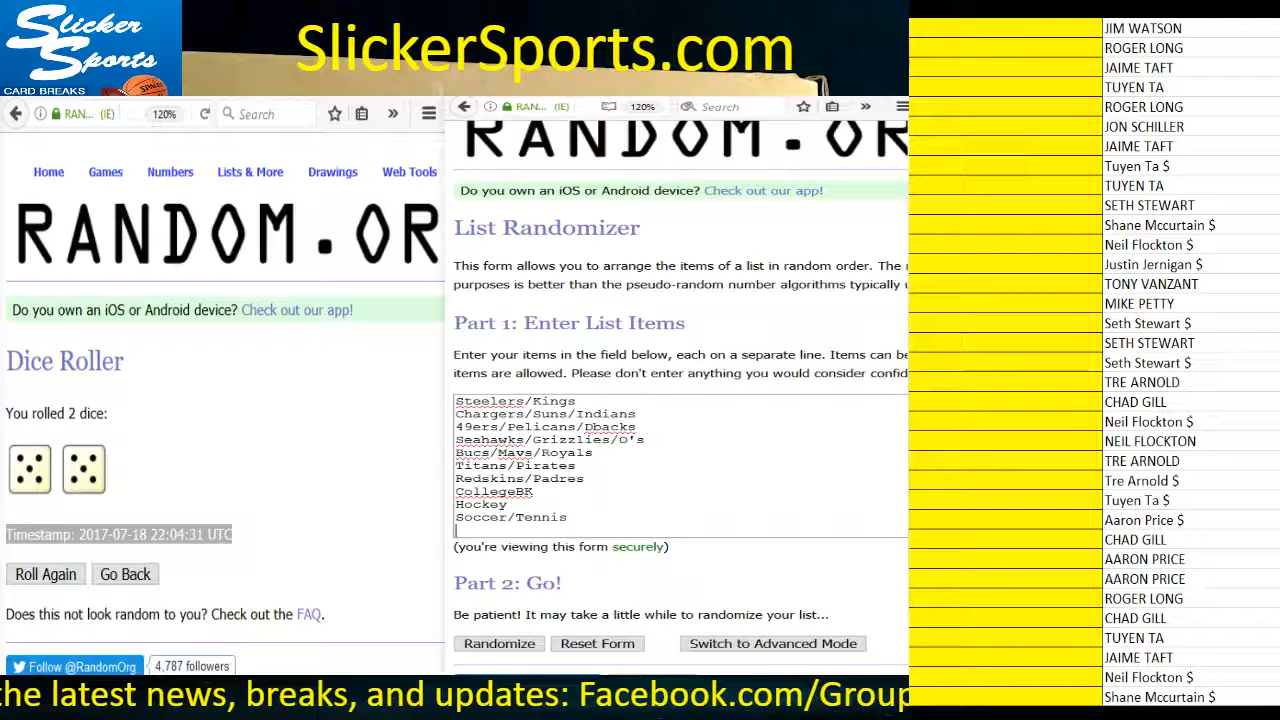 Slicker
Sports
CARD BREAKS
SlickerSports.com
RAN... (IE)
120%
Search
Home
Games
Numbers
Lists & More
Drawings
Web Tools
RANDOM.OR
Do you own an iOS or Android device? Check out our app!
Dice Roller
You rolled 2 dice:
Timestamp: 2017-07-18 22:04:31 UTC
Roll Again
Go Back
Does this not look random to you? Check out the FAQ.
Follow @RandomOrg
4,787 followers
RAN... (IE)
120%
Search
RANDOM.OR
Do you own an iOS or Android device? Check out our app!
List Randomizer
This form allows you to arrange the items of a list in random order. The
purposes is better than the pseudo-random number algorithms typically
Part 1: Enter List Items
Enter your items in the field below, each on a separate line. Items can be
items are allowed. Please don't enter anything you would consider
Steelers/Kings
Chargers/Suns/Indians
49ers/Pelicans/Dbacks
Seahawks/Grizzlies/O's
Bucs/Mavs/Royals
Titans/Pirates
Redskins/Padres
CollegeBK
Hockey
Soccer/Tennis
(you're viewing this form securely)
Part 2: Go!
Be patient! It may take a little while to randomize your list...
Randomize
Reset Form
Switch to Advanced Mode
JIM WATSON
ROGER LONG
JAIME TAFT
TUYEN TA
ROGER LONG
JON SCHILLER
JAIME TAFT
Tuyen Ta $
TUYEN TA
SETH STEWART
Shane Mccurtain $
Neil Flockton $
Justin Jernigan $
TONY VANZANT
MIKE PETTY
Seth Stewart $
SETH STEWART
Seth Stewart $
TRE ARNOLD
CHAD GILL
Neil Flockton $
NEIL FLOCKTON
TRE ARNOLD
Tre Arnold $
Tuyen Ta $
Aaron Price $
CHAD GILL
AARON PRICE
AARON PRICE
ROGER LONG
CHAD GILL
TUYEN TA
JAIME TAFT
Neil Flockton $
Shane Mccurtain $
the latest news, breaks, and updates: Facebook.com/Group